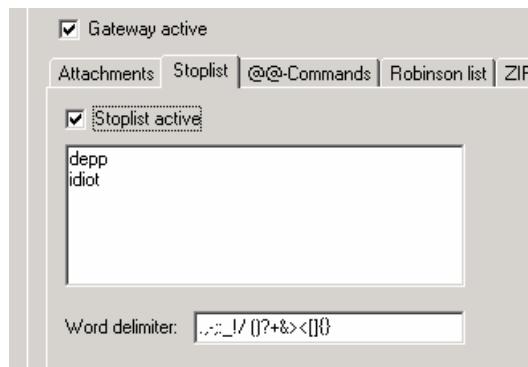 Gateway active
Attachments Stoplist @@-Commands Robinson list ZIP
Stoplist active
depp
idiot
Word delimiter: .,-;:_!/ ()?+&><[]{}